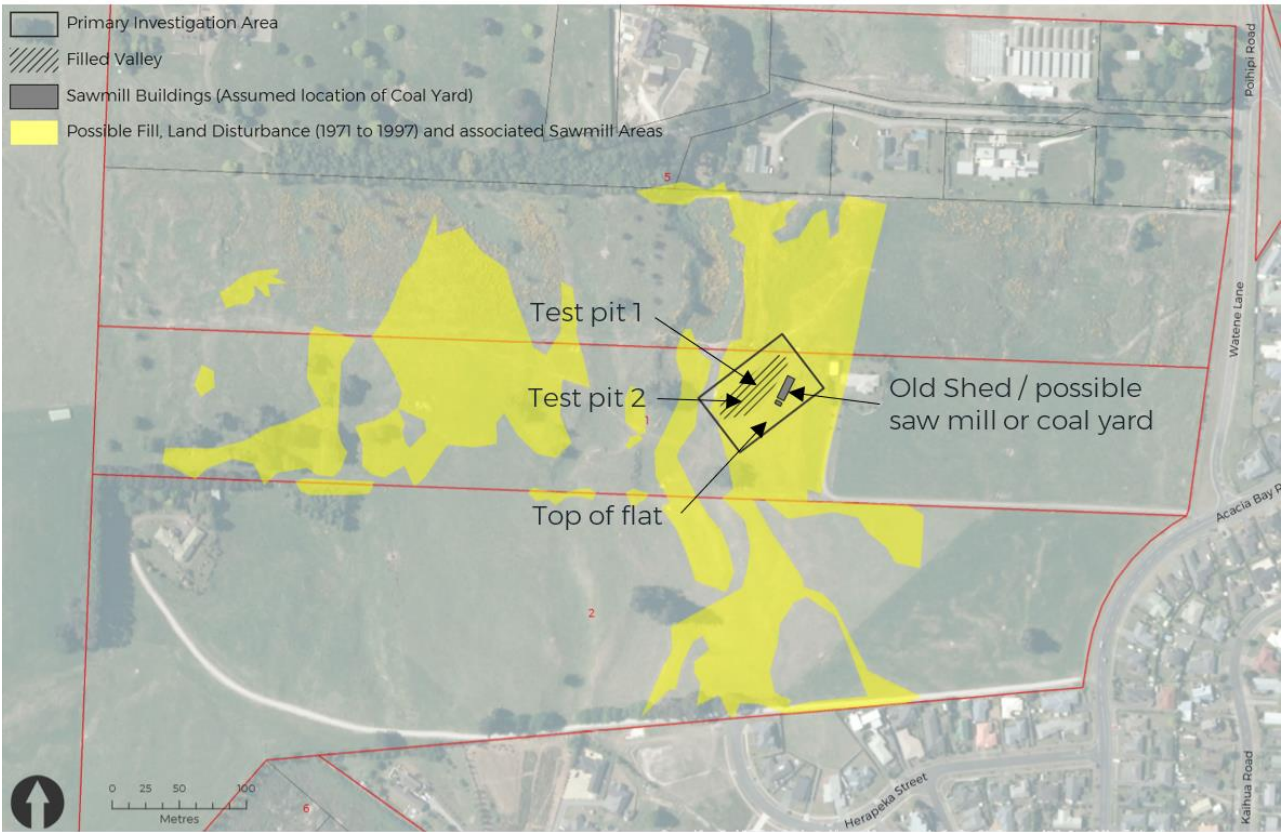 Primary Investigation Area
Filled Valley
Sawmill Buildings (Assumed location of Coal Yard)
Possible Fill, Land Disturbance (1971 to 1997) and associated Sawmill Areas
Poihipi Road
5
Watene Lane
Test pit 1
Test pit 2
Old Shed / possible
saw mill or coal yard
1
Top of flat
Acacia Bay R
2
0 25 50 100
Metres
6
Herapeka Street
Kaihua Road